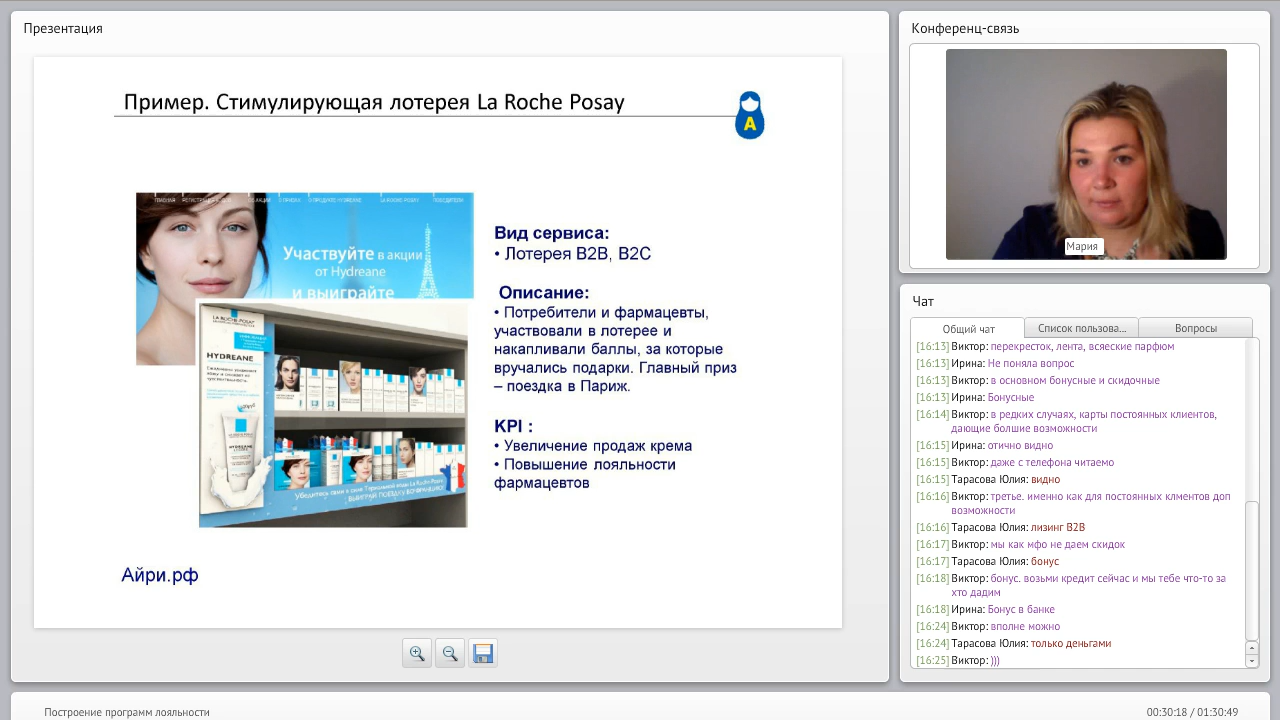 Презентация
Пример. Стимулирующая лотерея La Roche Posay
А
Участвуйте в акции
от Hydreane
и выиграйте
LA ROCHE-POSAY
HYDREANE
Вид сервиса:
• Лотерея B2B, B2C
Описание:
• Потребители и фармацевты,
участвовали в лотерее и
накапливали баллы, за которые
вручались подарки. Главный приз
– поездка в Париж.
KPI :
• Увеличение продаж крема
• Повышение лояльности
фармацевтов
Айри.рф
Конференц-связь
Мария
Чат
Общий чат
Список пользова...
Вопросы
[16:13] Виктор: перекресток, лента, всяеские парфюм
[16:13] Ирина: Не поняла вопрос
[16:13] Виктор: в основном бонусные и скидочные
[16:13] Ирина: Бонусные
[16:14] Виктор: в редких случаях, карты постоянных клиентов,
дающие болшие возможности
[16:15] Ирина: отично видно
[16:15] Виктор: даже с телефона читаемо
[16:15] Тарасова Юлия: видно
[16:16] Виктор: третье. именно как для постоянных клментов доп
возможности
[16:16] Тарасова Юлия: лизинг B2B
[16:17] Виктор: мы как мфо не даем скидок
[16:17] Тарасова Юлия: бонус
[16:18] Виктор: бонус. возьми кредит сейчас и мы тебе что-то за
хто дадим
[16:18] Ирина: Бонус в банке
[16:24] Виктор: вполне можно
[16:24] Тарасова Юлия: только деньгами
[16:25] Виктор: )))
Построение программ лояльности
00:30:18 / 01:30:49